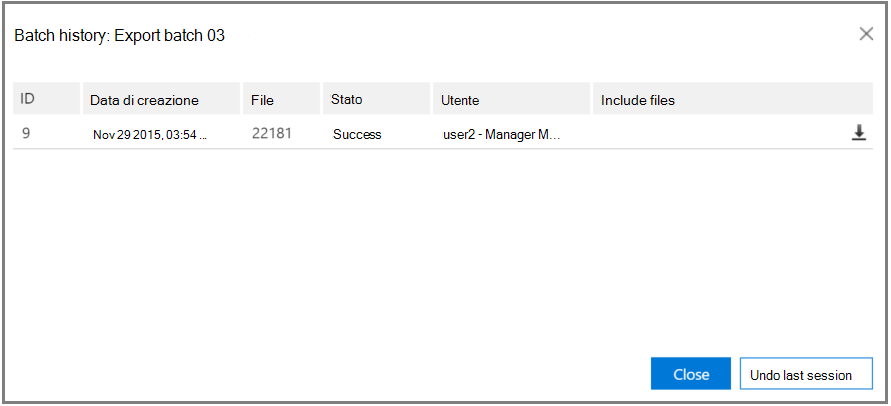 Batch history: Export batch 03
ID Data di creazione File Stato Utente Include files
9 Nov 29 2015, 03:54 ... 22181 Success user2 - Manager M...
Close Undo last session